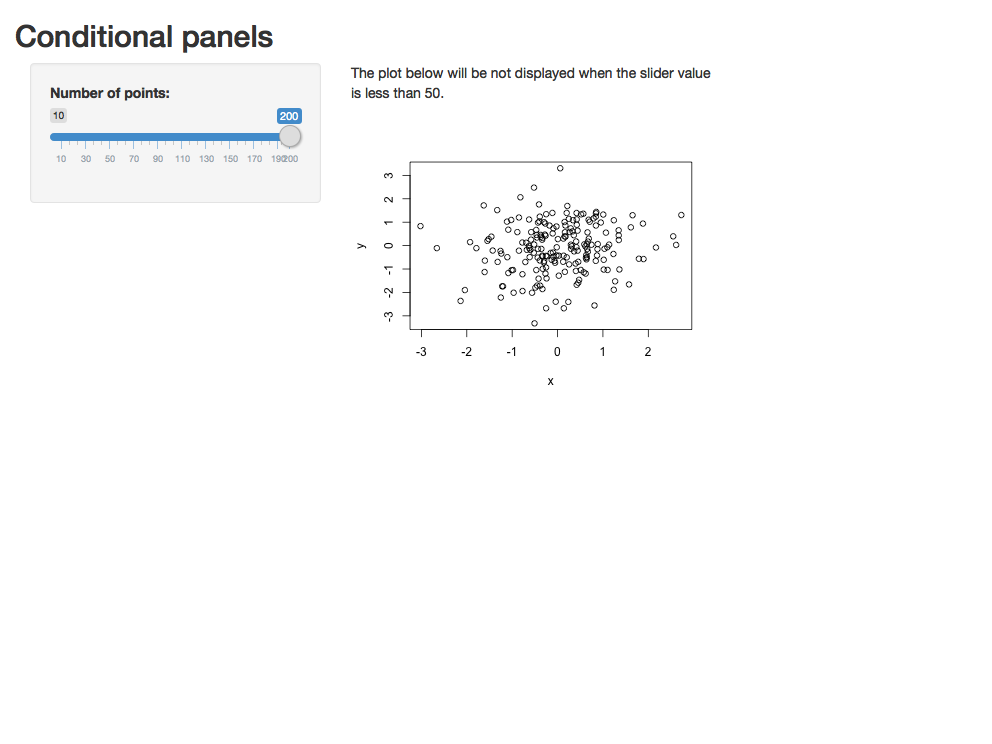 Conditional panels
Number of points:
10 200
10 30 50 70 90 110 130 150 170 190 200
The plot below will be not displayed when the slider value
is less than 50.
3
2
1
0
-1
-2
-3
y
-3 -2 -1 0 1 2
x